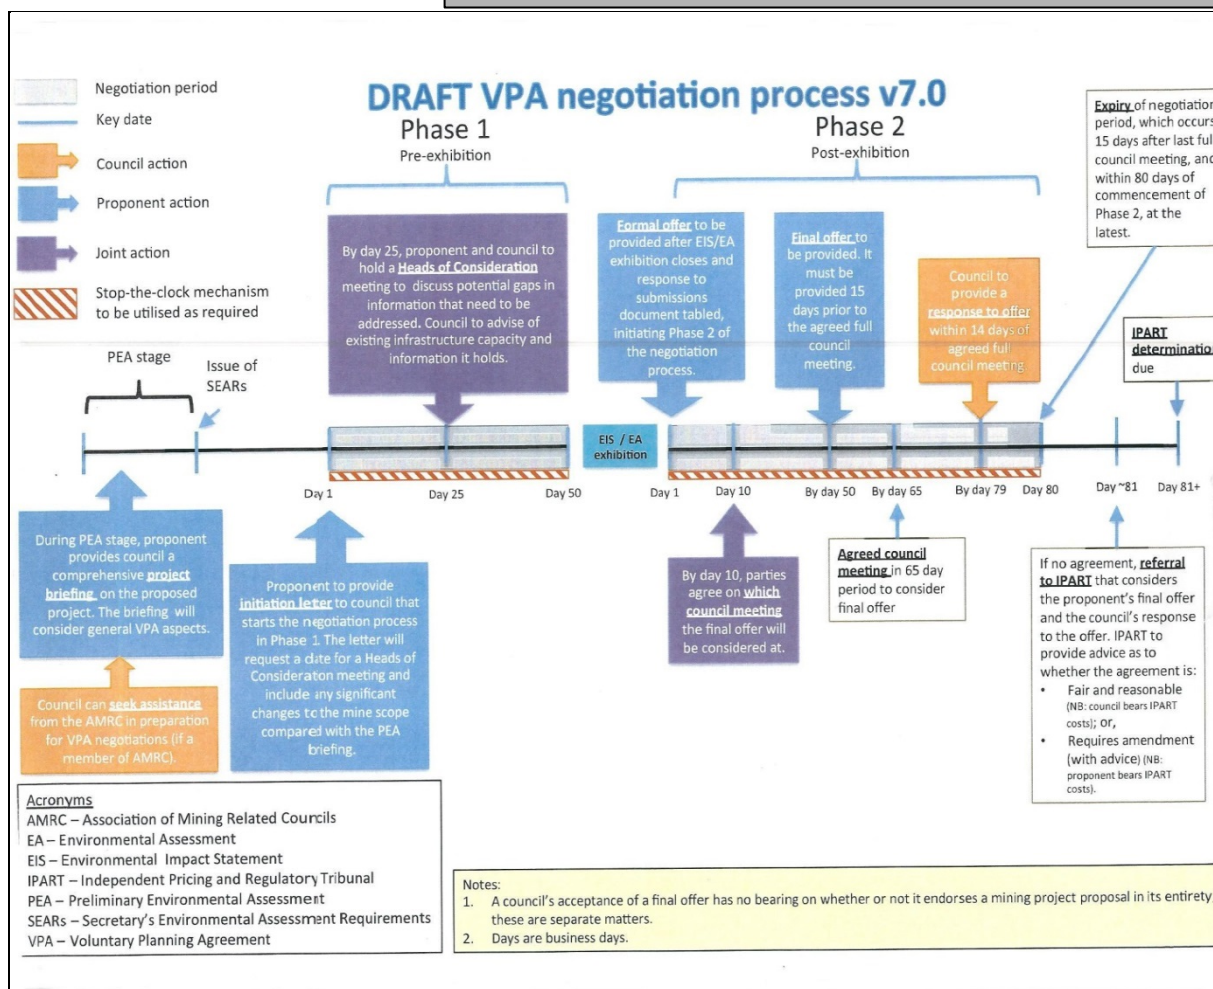 DRAFT VPA negotiation process v7.0
Negotiation period
Key date
Council action
Proponent action
Joint action
Stop-the-clock mechanism
to be utilised as required
Phase 1
Pre-exhibition
Phase 2
Post-exhibition
Expiry of negotiation
period, which occurs
15 days after last full
council meeting, and
within 80 days of
commencement of
Phase 2, at the
latest.
By day 25, proponent and council to
hold a Heads of Consideration
meeting to discuss potential gaps in
information that need to be
addressed. Council to advise of
existing infrastructure capacity and
information it holds.
Formal offer to be
provided after EIS/EA
exhibition closes and
response to
submissions
document tabled,
initiating Phase 2 of
the negotiation
process.
Final offer to
be provided. It
must be
provided 15
days prior to
the agreed full
council
meeting.
Council to
provide a
response to offer
within 14 days of
agreed full
council meeting
IPART
determination
due
PEA stage
Issue of
SEARs
EIS / EA
exhibition
Day 1
Day 25
Day 50
Day 1
Day 10
By day 50
By day 65
By day 79
Day 80
Day ~81
Day 81+
During PEA stage, proponent
provides council a
comprehensive project
briefing on the proposed
project. The briefing will
consider general VPA aspects.
Council can seek assistance
from the AMRC in preparation
for VPA negotiations (if a
member of AMRC).
Proponent to provide
initiation letter to council that
starts the negotiation process
in Phase 1. The letter will
request a date for a Heads of
Consideraton meeting and
include any significant
changes to the mine scope
compared with the PEA
briefing.
By day 10, parties
agree on which
council meeting
the final offer will
be considered at.
Agreed council
meeting in 65 day
period to consider
final offer
If no agreement, referral
to IPART that considers
the proponent's final offer
and the council's response
to the offer. IPART to
provide advice as to
whether the agreement is:
• Fair and reasonable
(NB: council bears IPART
costs); or,
• Requires amendment
(with advice) (NB:
proponent bears IPART
costs).
Acronyms
AMRC – Association of Mining Related Councils
EA – Environmental Assessment
EIS – Environmental Impact Statement
IPART – Independent Pricing and Regulatory Tribunal
PEA – Preliminary Environmental Assessment
SEARs – Secretary's Environmental Assessment Requirements
VPA – Voluntary Planning Agreement
Notes:
1. A council's acceptance of a final offer has no bearing on whether or not it endorses a mining project proposal in its entirety
these are separate matters.
2. Days are business days.